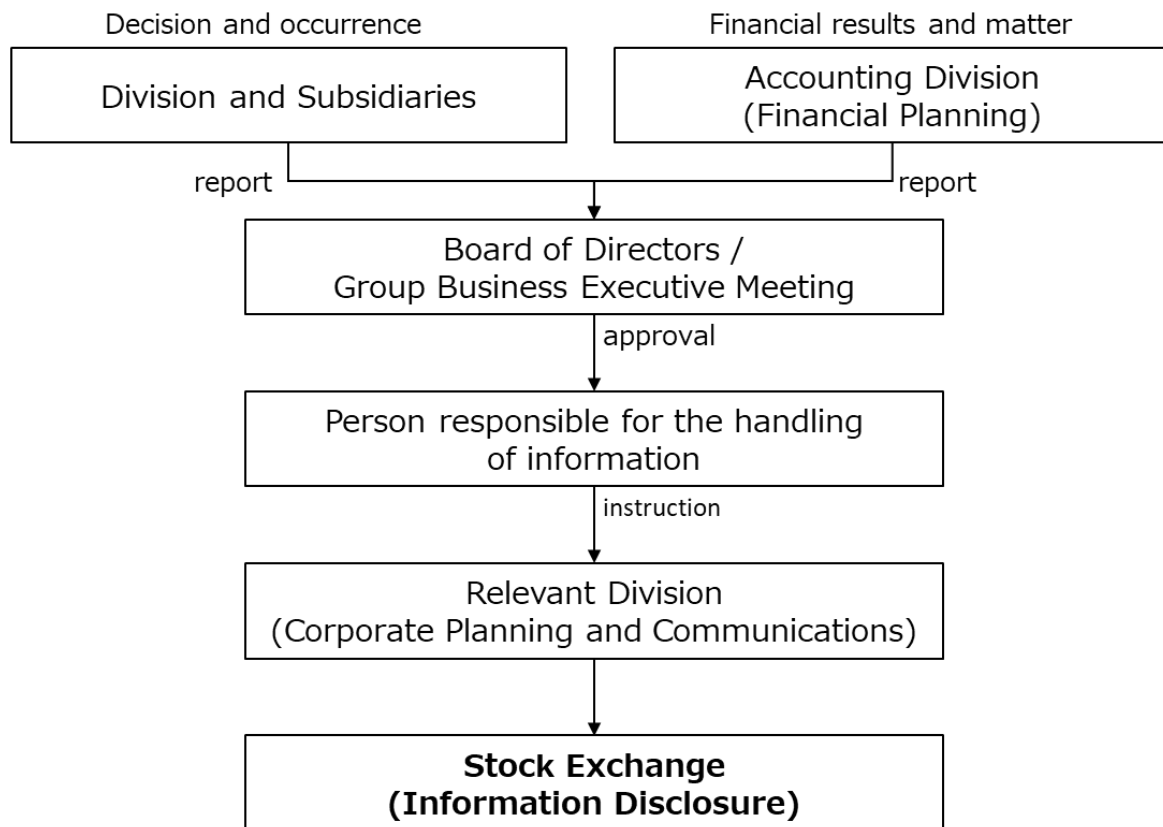 Decision and occurrence
Financial results and matter
Division and Subsidiaries
Accounting Division
(Financial Planning)
report
report
Board of Directors /
Group Business Executive Meeting
approval
Person responsible for the handling
of information
instruction
Relevant Division
(Corporate Planning and Communications)
Stock Exchange
(Information Disclosure)